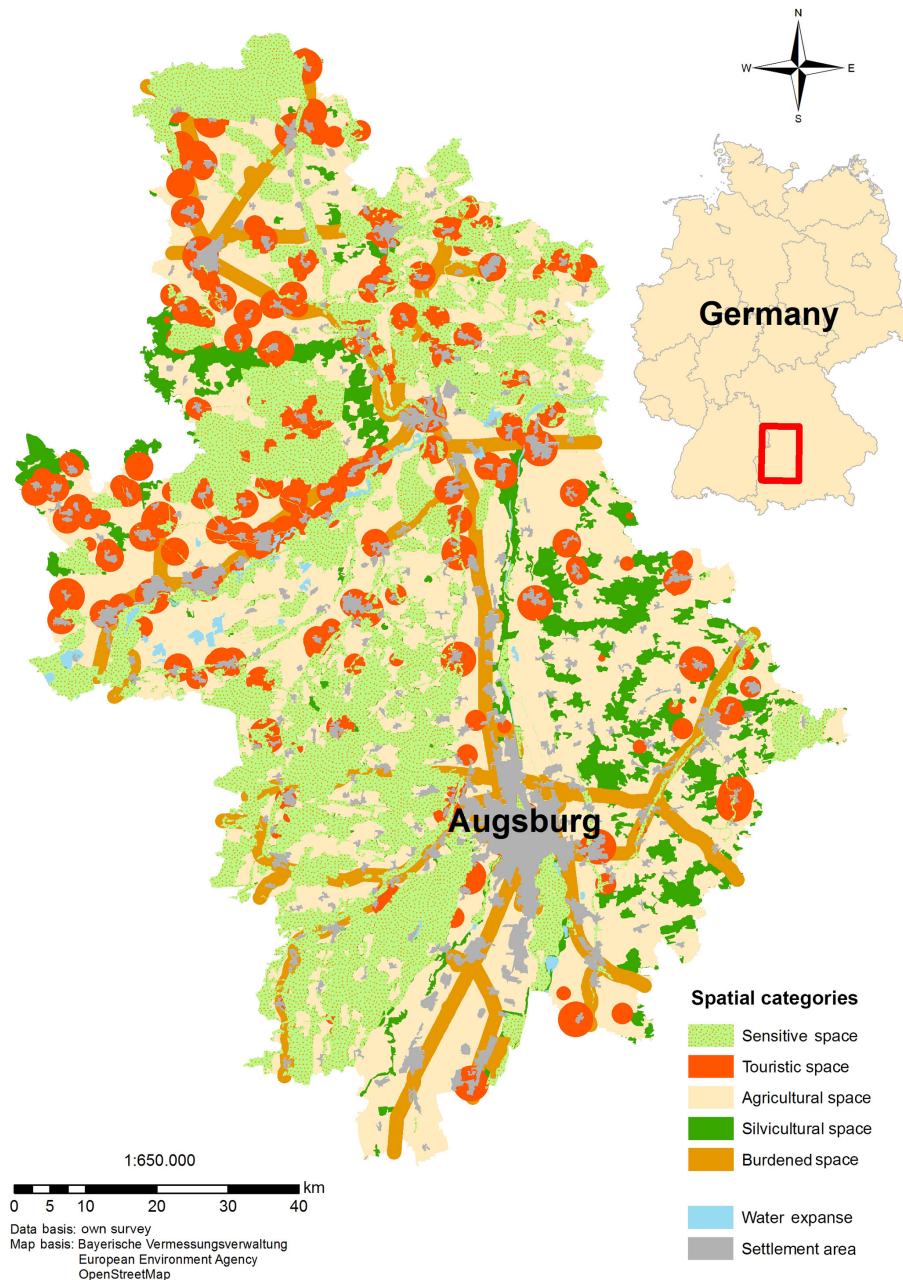 N
W
E
S
Germany
Augsburg
Spatial categories
Sensitive space
Touristic space
Agricultural space
Silvicultural space
Burdened space
Water expanse
Settlement area
1:650.000
km
0 5 10 20 30 40
Data basis: own survey
Map basis: Bayerische Vermessungsverwaltung
European Environment Agency
OpenStreetMap